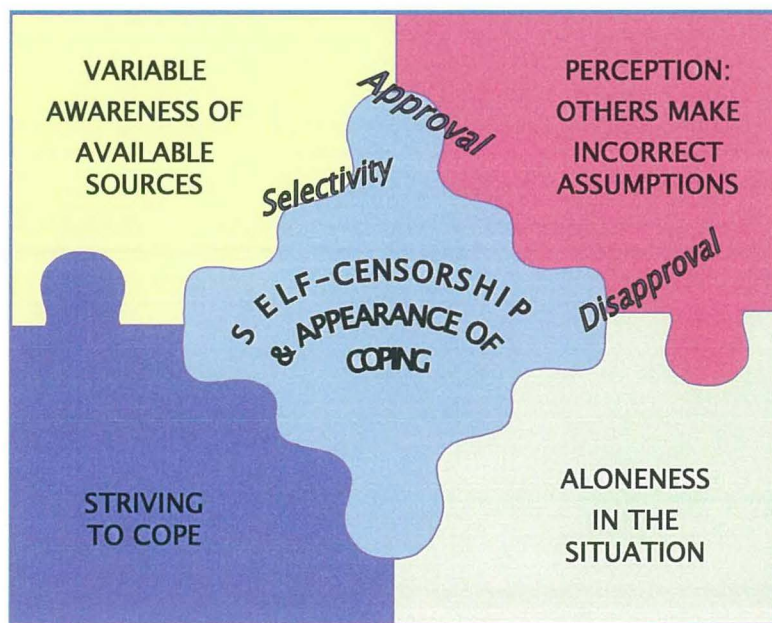 VARIABLE
AWARENESS OF
AVAILABLE
SOURCES
Approval
PERCEPTION:
OTHERS MAKE
INCORRECT
ASSUMPTIONS
Selectivity
Disapproval
SELF-CENSORSHIP
& APPEARANCE OF
COPING
STRIVING
TO COPE
ALONENESS
IN THE
SITUATION